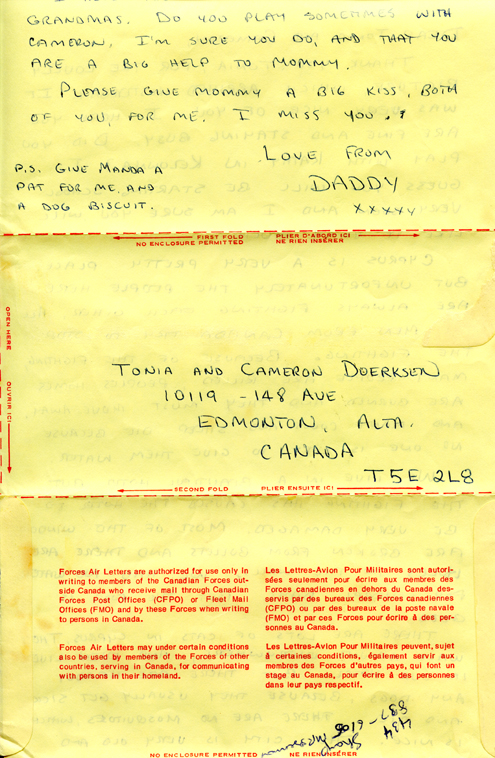 GRANDMAS. DO YOU PLAY SOMETIMES WITH
CAMERON. I'M SURE YOU DO, AND THAT YOU
ARE A BIG HELP TO MOMMY.
PLEASE GIVE MOMMY A BIG KISS, BOTH
OF YOU, FOR ME. I MISS YOU.
LOVE, FROM
DADDY
XXXXX
P.S. GIVE MANDA A
PAT FOR ME, AND
A DOG BISCUIT.
FIRST FOLD PLIER D'ABORD ICI
NO ENCLOSURE PERMITTED NE RIEN INSÉRER
OPEN HERE OUVRIR ICI
TONIA AND CAMERON DOERKSEN
10119 - 148 AVE
EDMONTON, ALTA.
CANADA
T5E 2L8
SECOND FOLD PLIER ENSUITE ICI
Forces Air Letters are authorized for use only in
writing to members of the Canadian Forces out-
side Canada who receive mail through Canadian
Forces Post Offices (CFPO) or Fleet Mail
Offices (FMO) and by these Forces when writing
to persons in Canada.
Forces Air Letters may under certain conditions
also be used by members of the Forces of other
countries, serving in Canada, for communicating
with persons in their homeland.
Les Lettres-Avion Pour Militaires sont autori-
sées seulement pour écrire aux membres des
Forces canadiennes en dehors du Canada des-
servis par des bureaux des Forces canadiennes
(CFPO) ou par des bureaux de la poste navale
(FMO) et par ces Forces pour écrire à des per-
sonnes au Canada.
Les Lettres-Avion Pour Militaires peuvent, sujet
à certaines conditions, également servir aux
membres des Forces d'autres pays, qui font un
stage au Canada, pour écrire à des personnes
dans leur pays respectif.
434
NO ENCLOSURE PERMITTED NE RIEN INSÉRER